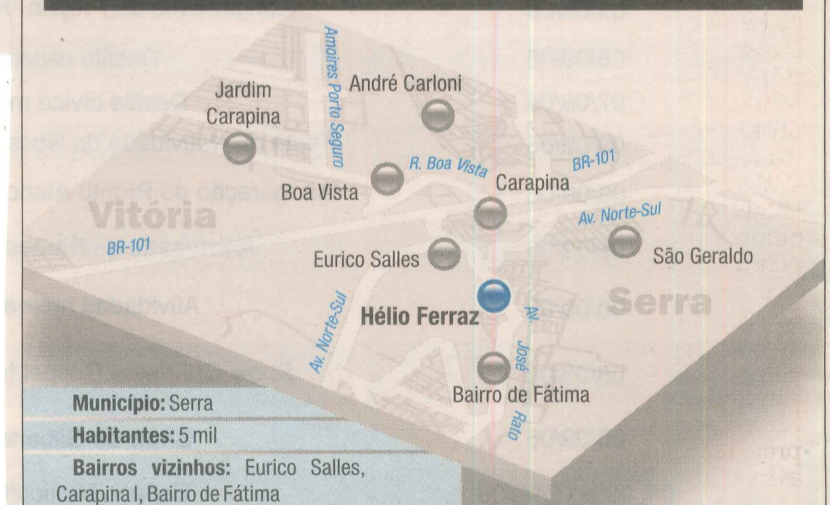 Amoires Porto Seguro
André Carloni
Jardim
Carapina
R. Boa Vista
BR-101
Boa Vista
Carapina
Vitória
Av. Norte-Sul
BR-101
Eurico Salles
São Geraldo
Av. Norte-Sul
Hélio Ferraz
Serra
Av. José Rato
Bairro de Fátima
Município: Serra
Habitantes: 5 mil
Bairros vizinhos: Eurico Salles,
Carapina I, Bairro de Fátima